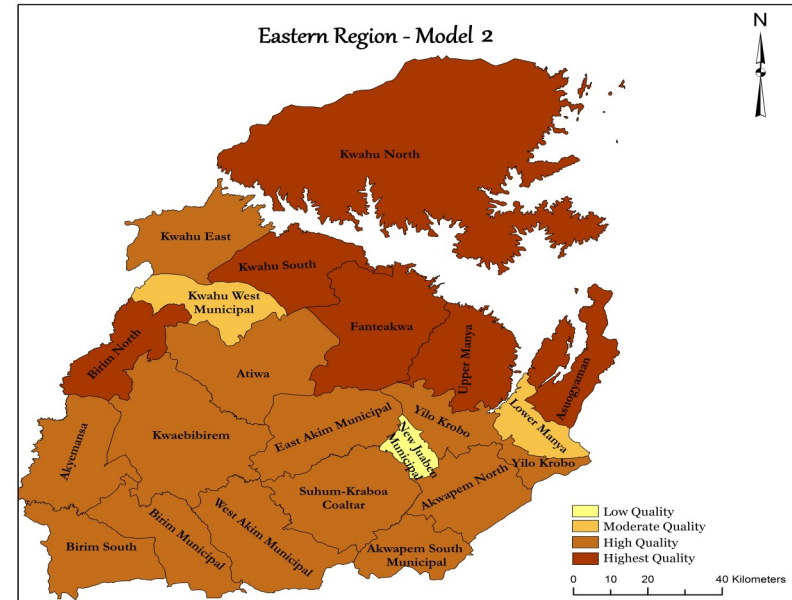 Eastern Region - Model 2
N
Kwahu North
Kwahu East
Kwahu South
Kwahu West
Municipal
Fanteakwa
Birim North
Upper Manya
Asuogyaman
Atiwa
Lower Manya
Yilo Krobo
East Akim Municipal
New Juaben
Municipal
Kwaebibirem
Akyemansa
Yilo Krobo
Akwapem North
Suhum-Kraboa
Coaltar
West Akim Municipal
Birim Municipal
Birim South
Akwapem South
Municipal
Low Quality
Moderate Quality
High Quality
Highest Quality
0 10 20 40 Kilometers